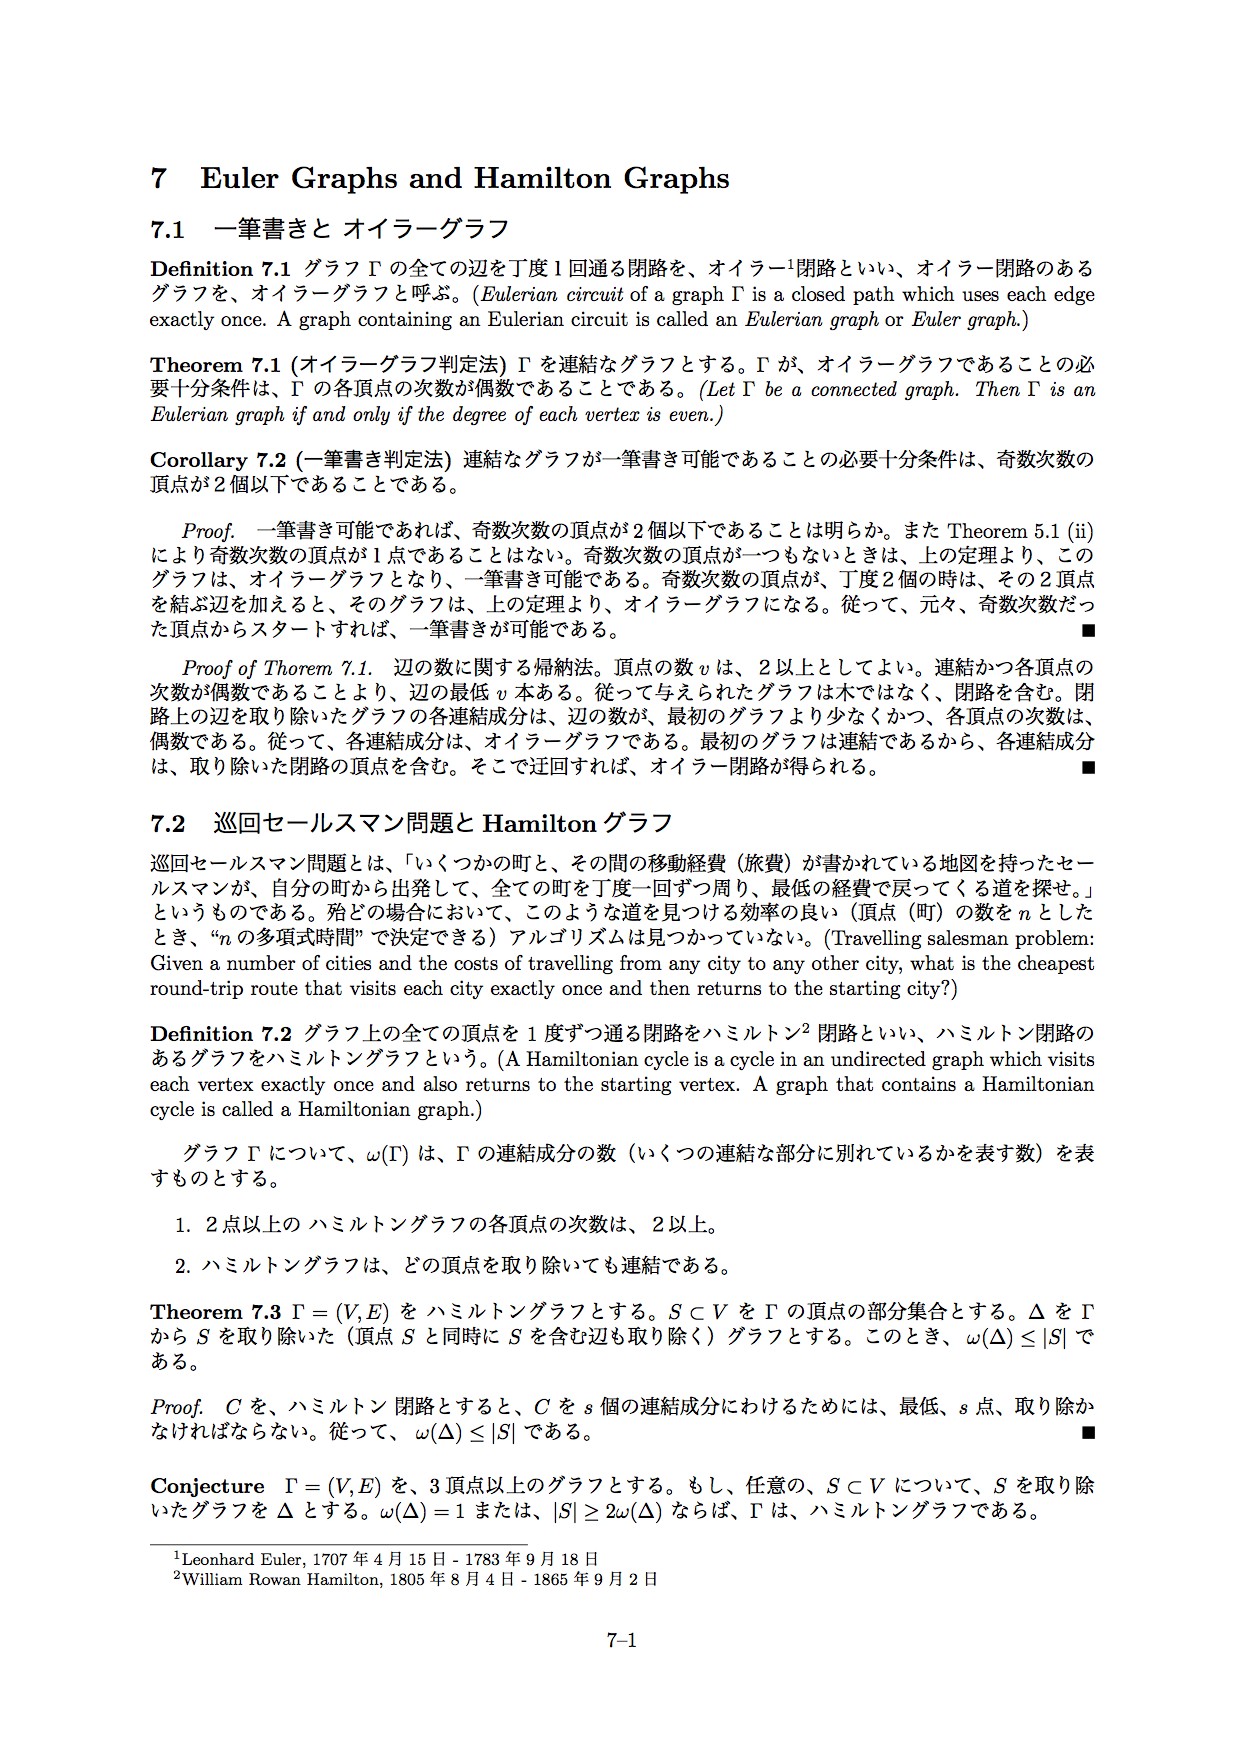 7 Euler Graphs and Hamilton Graphs
7.1 一筆書きと オイラーグラフ
Definition 7.1 グラフ Γ の全ての辺を丁度1回通る閉路を、オイラー¹閉路といい、オイラー閉路のある
グラフを、オイラーグラフと呼ぶ。(Eulerian circuit of a graph Γ is a closed path which uses each edge
exactly once. A graph containing an Eulerian circuit is called an Eulerian graph or Euler graph.)
Theorem 7.1 (オイラーグラフ判定法) Γ を連結なグラフとする。Γ が、オイラーグラフであることの必
要十分条件は、Γ の各頂点の次数が偶数であることである。(Let Γ be a connected graph. Then Γ is an
Eulerian graph if and only if the degree of each vertex is even.)
Corollary 7.2 (一筆書き判定法) 連結なグラフが一筆書き可能であることの必要十分条件は、奇数次数の
頂点が2個以下であることである。
Proof. 一筆書き可能であれば、奇数次数の頂点が2個以下であることは明らか。また Theorem 5.1 (ii)
により奇数次数の頂点が1点であることはない。奇数次数の頂点が一つもないときは、上の定理より、この
グラフは、オイラーグラフとなり、一筆書き可能である。奇数次数の頂点が、丁度2個の時は、その2頂点
を結ぶ辺を加えると、そのグラフは、上の定理より、オイラーグラフになる。従って、元々、奇数次数だっ
た頂点からスタートすれば、一筆書きが可能である。 ■
Proof of Thorem 7.1. 辺の数に関する帰納法。頂点の数 v は、2以上としてよい。連結かつ各頂点の
次数が偶数であることより、辺の最低 v 本ある。従って与えられたグラフは木ではなく、閉路を含む。閉
路上の辺を取り除いたグラフの各連結成分は、辺の数が、最初のグラフより少なくかつ、各頂点の次数は、
偶数である。従って、各連結成分は、オイラーグラフである。最初のグラフは連結であるから、各連結成分
は、取り除いた閉路の頂点を含む。そこで迂回すれば、オイラー閉路が得られる。 ■
7.2 巡回セールスマン問題と Hamilton グラフ
巡回セールスマン問題とは、「いくつかの町と、その間の移動経費（旅費）が書かれている地図を持ったセー
ルスマンが、自分の町から出発して、全ての町を丁度一回ずつ周り、最低の経費で戻ってくる道を探せ。」
というものである。殆どの場合において、このような道を見つける効率の良い（頂点（町）の数を n とした
とき、“n の多項式時間” で決定できる）アルゴリズムは見つかっていない。(Travelling salesman problem:
Given a number of cities and the costs of travelling from any city to any other city, what is the cheapest
round-trip route that visits each city exactly once and then returns to the starting city?)
Definition 7.2 グラフ上の全ての頂点を 1 度ずつ通る閉路をハミルトン² 閉路といい、ハミルトン閉路の
あるグラフをハミルトングラフという。(A Hamiltonian cycle is a cycle in an undirected graph which visits
each vertex exactly once and also returns to the starting vertex. A graph that contains a Hamiltonian
cycle is called a Hamiltonian graph.)
グラフ Γ について、ω(Γ) は、Γ の連結成分の数（いくつの連結な部分に別れているかを表す数）を表
すものとする。
1. 2点以上の ハミルトングラフの各頂点の次数は、2以上。
2. ハミルトングラフは、どの頂点を取り除いても連結である。
Theorem 7.3 Γ = (V, E) を ハミルトングラフとする。S ⊂ V を Γ の頂点の部分集合とする。Δ を Γ
から S を取り除いた（頂点 S と同時に S を含む辺も取り除く）グラフとする。このとき、ω(Δ) ≤ |S| で
ある。
Proof. C を、ハミルトン 閉路とすると、C を s 個の連結成分にわけるためには、最低、s 点、取り除か
なければならない。従って、 ω(Δ) ≤ |S| である。 ■
Conjecture Γ = (V, E) を、3 頂点以上のグラフとする。もし、任意の、S ⊂ V について、S を取り除
いたグラフを Δ とする。ω(Δ) = 1 または、|S| ≥ 2ω(Δ) ならば、Γ は、ハミルトングラフである。
¹Leonhard Euler, 1707 年 4 月 15 日 - 1783 年 9 月 18 日
²William Rowan Hamilton, 1805 年 8 月 4 日 - 1865 年 9 月 2 日
7–1